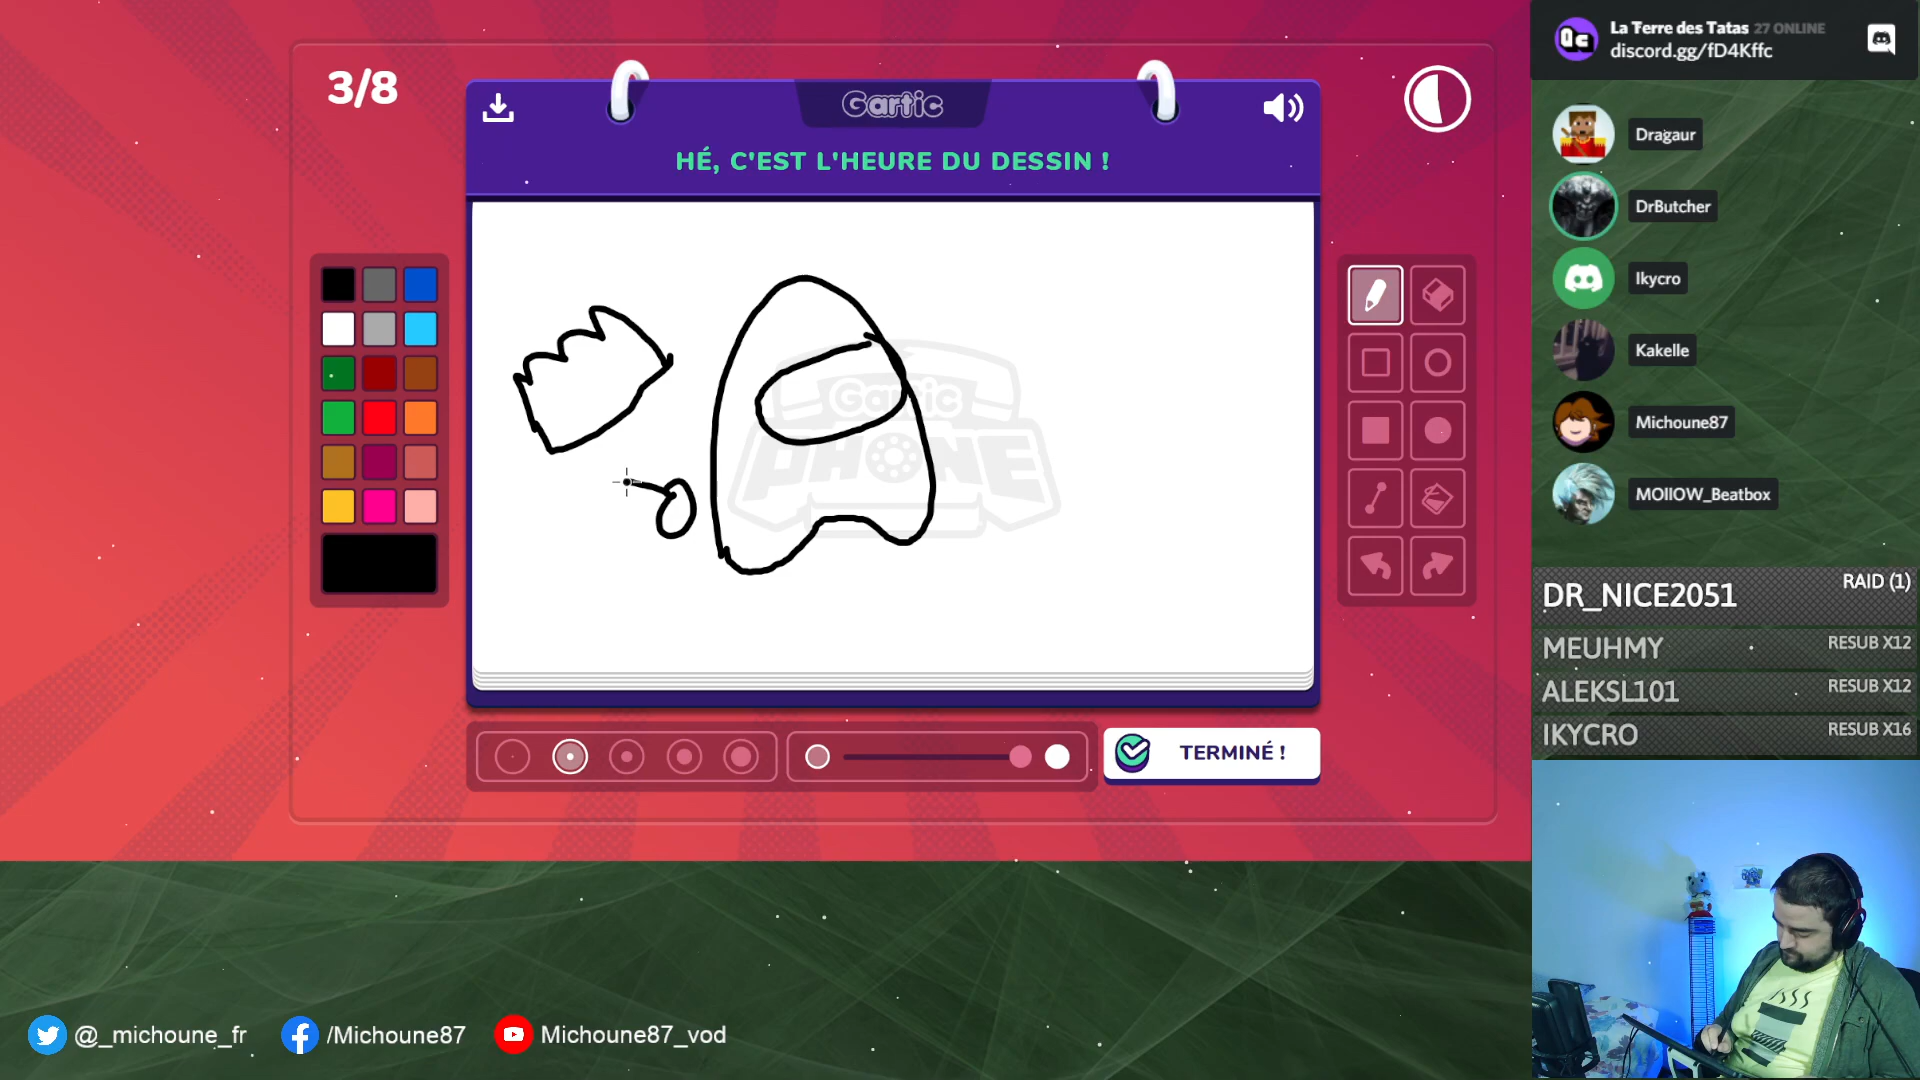 3/8
Gartic
HÉ, C'EST L'HEURE DU DESSIN !
Gartic
PHONE
TERMINÉ !
La Terre des Tatas 27 ONLINE
discord.gg/fD4Kffc
Dragaur
DrButcher
Ikycro
Kakelle
Michoune87
MOIIOW_Beatbox
DR_NICE2051 RAID (1)
MEUHMY RESUB X12
ALEKSL101 RESUB X12
IKYCRO RESUB X16
@_michoune_fr /Michoune87 Michoune87_vod